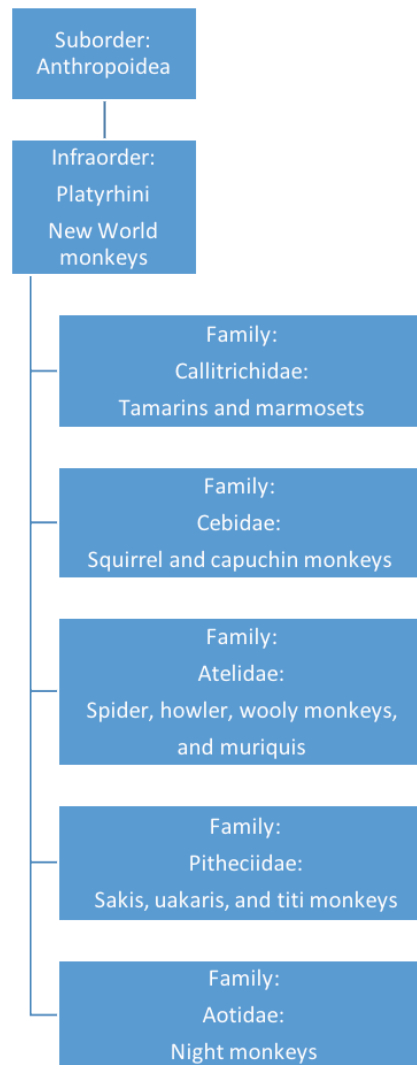 Suborder:
Anthropoidea
Infraorder:
Platyrhini
New World
monkeys
Family:
Callitrichidae:
Tamarins and marmosets
Family:
Cebidae:
Squirrel and capuchin monkeys
Family:
Atelidae:
Spider, howler, wooly monkeys,
and muriquis
Family:
Pitheciidae:
Sakis, uakaris, and titi monkeys
Family:
Aotidae:
Night monkeys